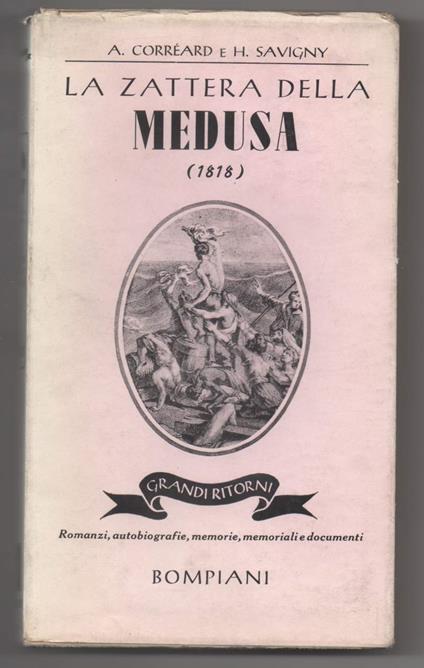 A. CORRÉARD E H. SAVIGNY
LA ZATTERA DELLA
MEDUSA
(1818)
GRANDI RITORNI
Romanzi, autobiografie, memorie, memoriali e documenti
BOMPIANI